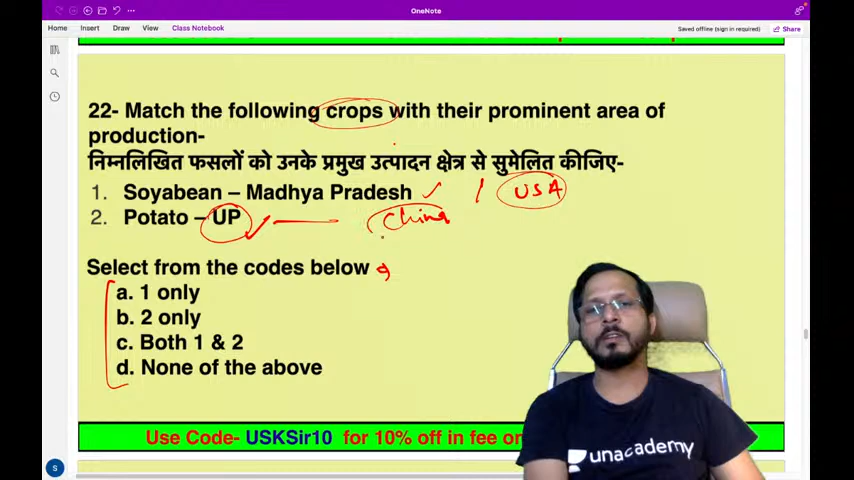 OneNote
Home Insert Draw View Class Notebook
Saved offline (sign in required) Share
22- Match the following crops with their prominent area of
production-
निम्नलिखित फसलों को उनके प्रमुख उत्पादन क्षेत्र से सुमेलित कीजिए-
1. Soyabean – Madhya Pradesh / USA
2. Potato – UP China
Select from the codes below
a. 1 only
b. 2 only
c. Both 1 & 2
d. None of the above
Use Code- USKSir10 for 10% off in fee on
unacademy
S